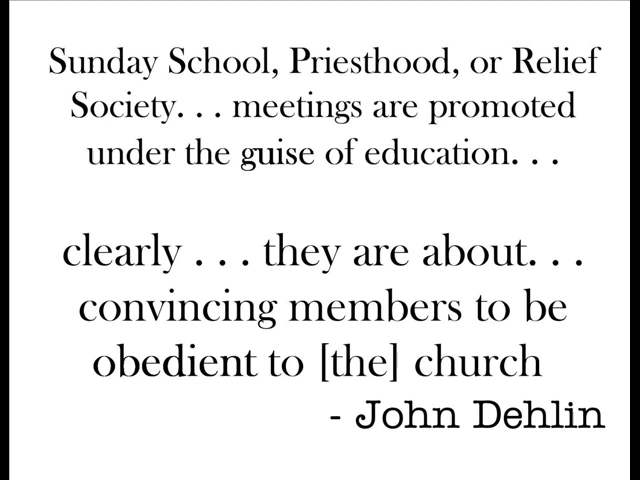 Sunday School, Priesthood, or Relief
Society. . . meetings are promoted
under the guise of education. . .
clearly . . . they are about. . .
convincing members to be
obedient to [the] church
- John Dehlin